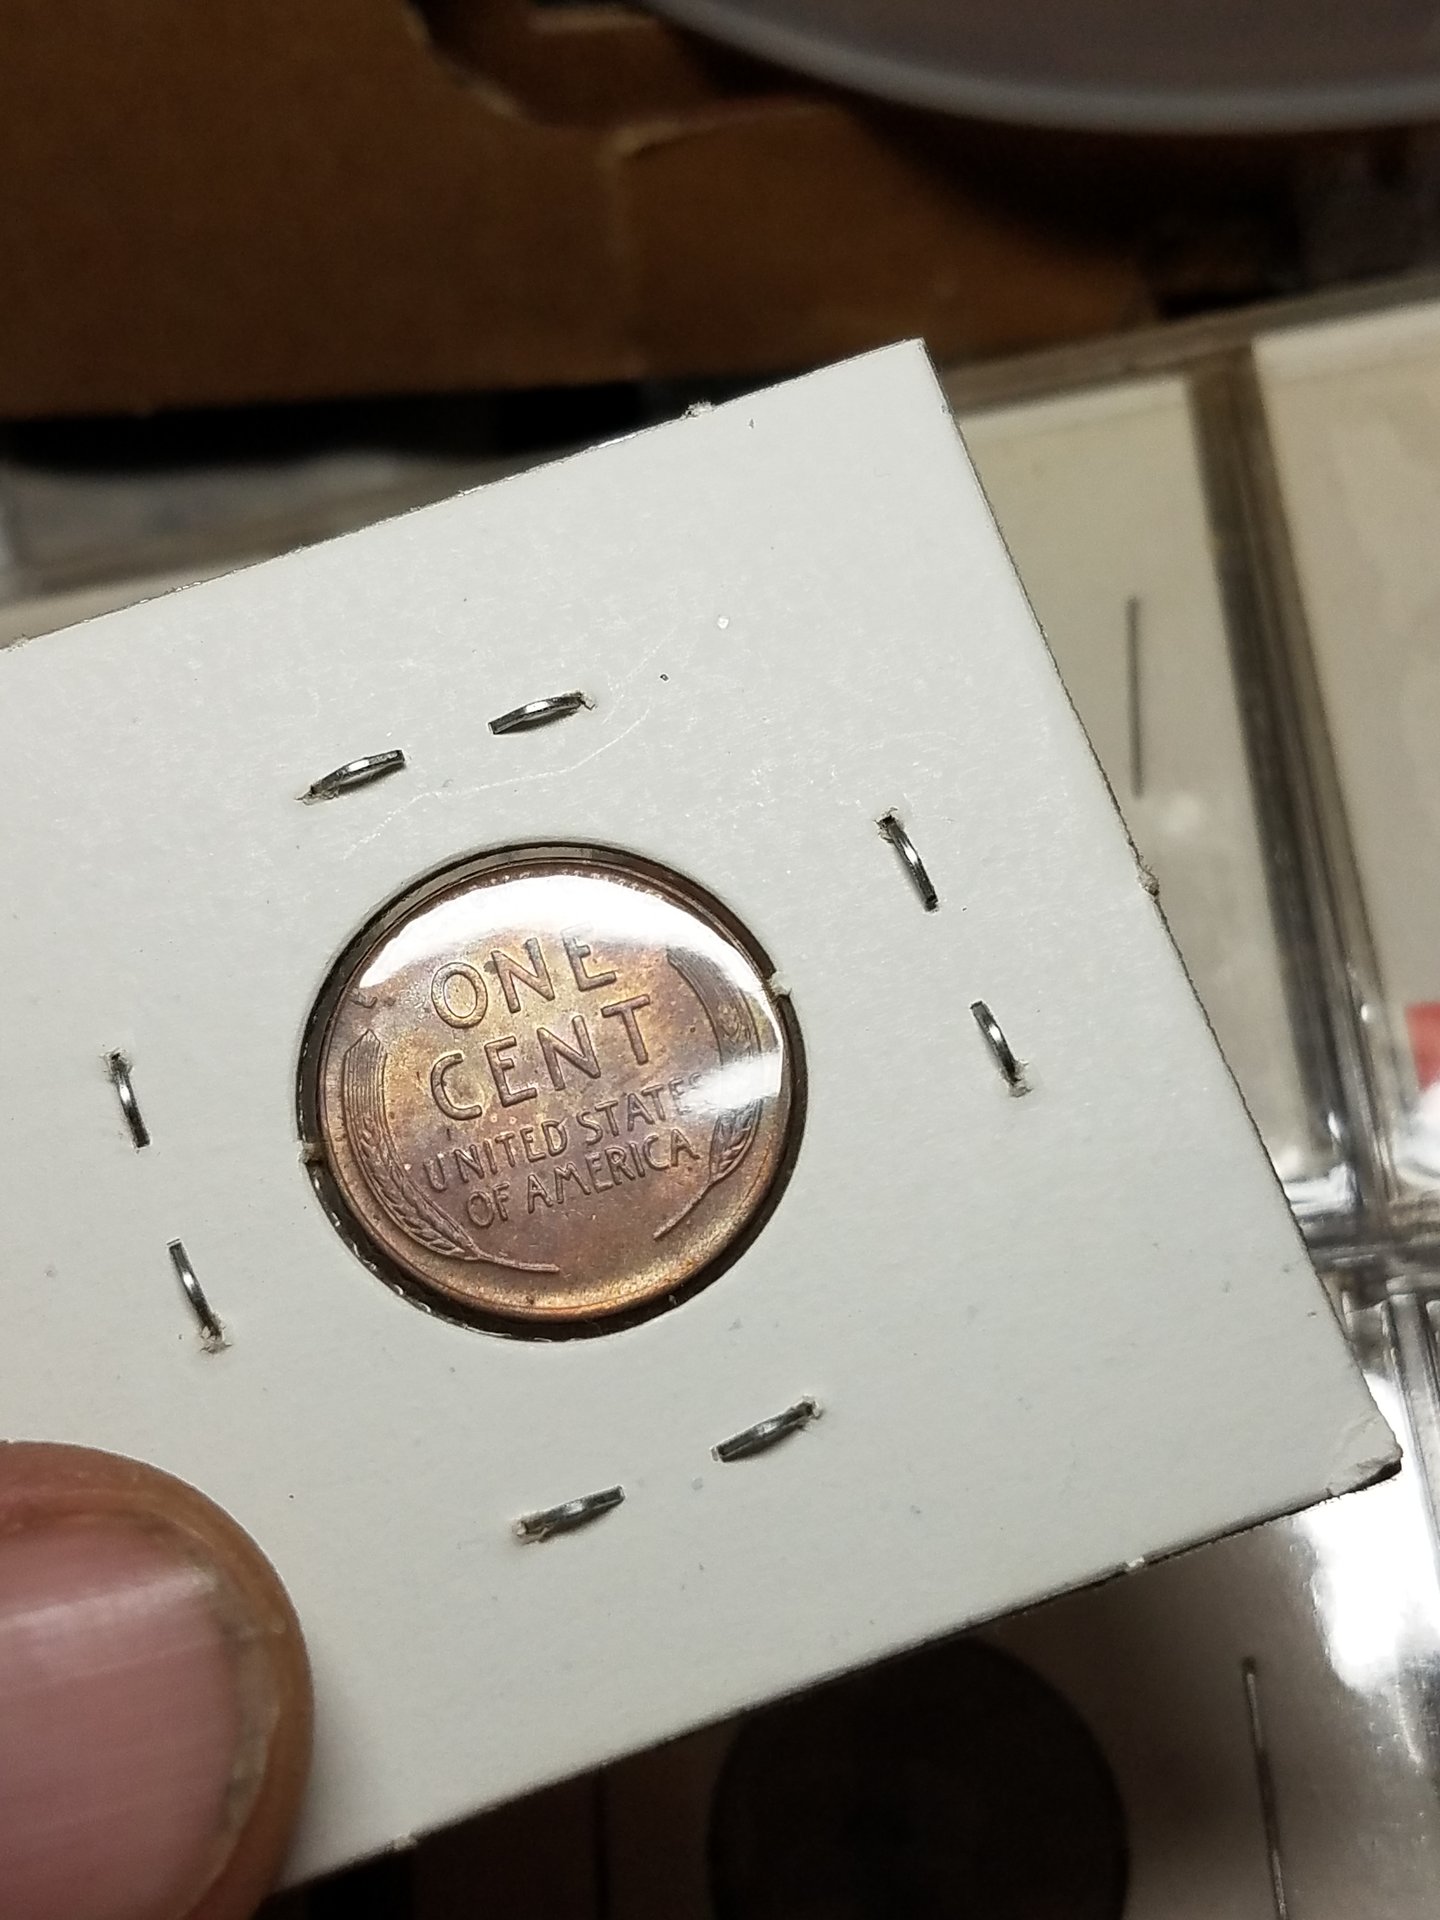 ONE
CENT
UNITED STATES
OF AMERICA